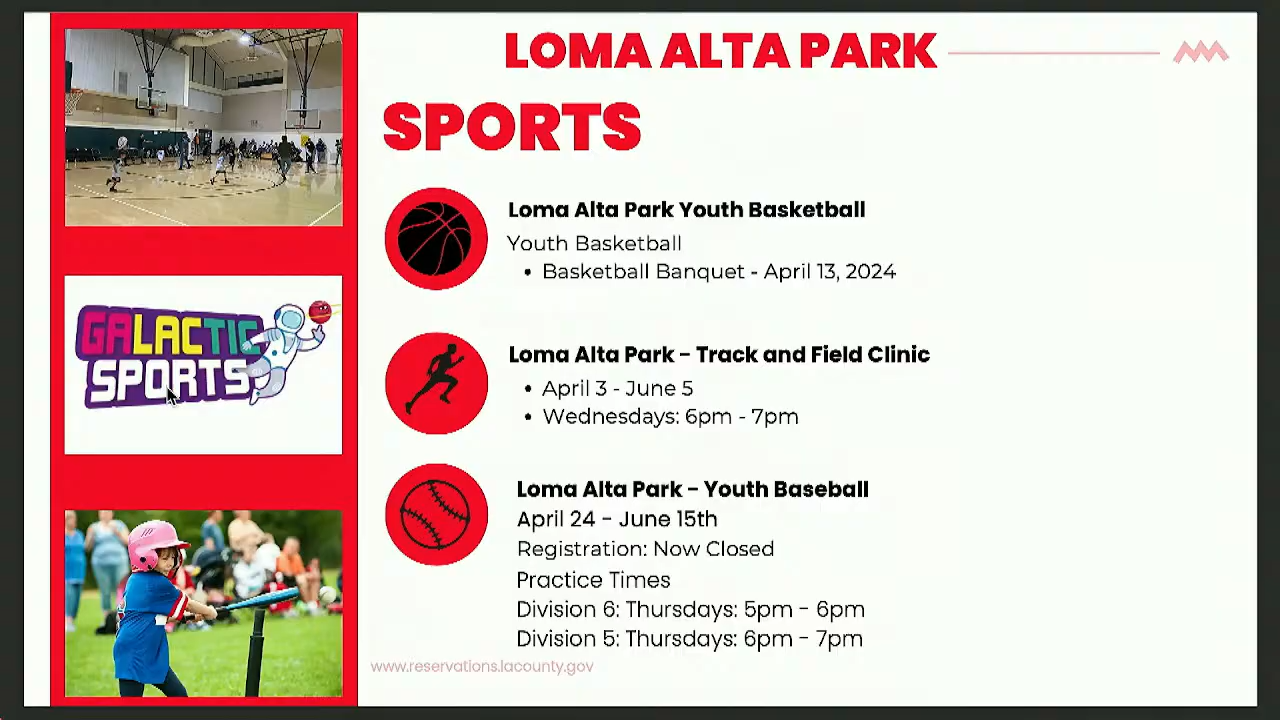 LOMA ALTA PARK
SPORTS
Loma Alta Park Youth Basketball
Youth Basketball
• Basketball Banquet - April 13, 2024
GALACTIC
SPORTS
Loma Alta Park - Track and Field Clinic
• April 3 - June 5
• Wednesdays: 6pm - 7pm
Loma Alta Park - Youth Baseball
April 24 - June 15th
Registration: Now Closed
Practice Times
Division 6: Thursdays: 5pm - 6pm
Division 5: Thursdays: 6pm - 7pm
www.reservations.lacounty.gov